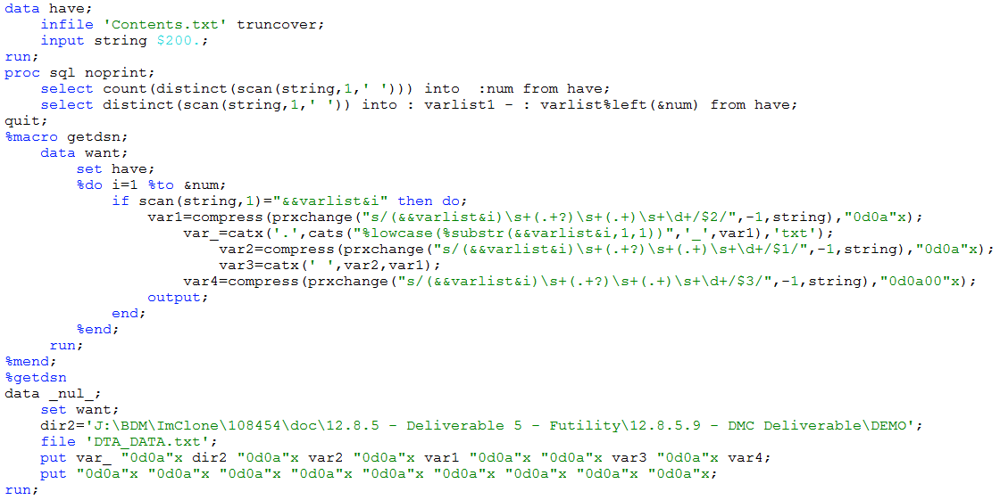 data have;
    infile 'Contents.txt' truncover;
    input string $200.;
run;
proc sql noprint;
    select count(distinct(scan(string,1,' '))) into  :num from have;
    select distinct(scan(string,1,' ')) into : varlist1 - : varlist%left(&num) from have;
quit;
%macro getdsn;
    data want;
        set have;
        %do i=1 %to &num;
            if scan(string,1)="&&varlist&i" then do;
                var1=compress(prxchange("s/(&&varlist&i)\s+(.+?)\s+(.+)\s+\d+/$2/",-1,string),"0d0a"x);
                    var_=catx('.',cats("%lowcase(%substr(&&varlist&i,1,1))",'_',var1),'txt');
                        var2=compress(prxchange("s/(&&varlist&i)\s+(.+?)\s+(.+)\s+\d+/$1/",-1,string),"0d0a"x);
                        var3=catx(' ',var2,var1);
                    var4=compress(prxchange("s/(&&varlist&i)\s+(.+?)\s+(.+)\s+\d+/$3/",-1,string),"0d0a00"x);
                output;
            end;
        %end;
     run;
%mend;
%getdsn
data _nul_;
    set want;
    dir2='J:\BDM\ImClone\108454\doc\12.8.5 - Deliverable 5 - Futility\12.8.5.9 - DMC Deliverable\DEMO';
    file 'DTA_DATA.txt';
    put var_ "0d0a"x dir2 "0d0a"x var2 "0d0a"x var1 "0d0a"x "0d0a"x var3 "0d0a"x var4;
    put "0d0a"x "0d0a"x "0d0a"x "0d0a"x "0d0a"x "0d0a"x "0d0a"x "0d0a"x "0d0a"x;
run;